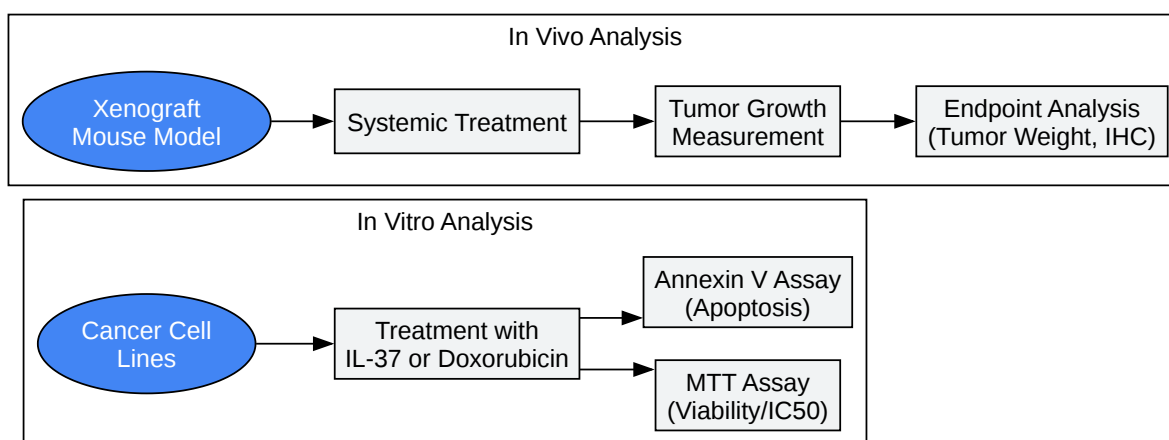 In Vivo Analysis
Xenograft
Mouse Model
Systemic Treatment
Tumor Growth
Measurement
Endpoint Analysis
(Tumor Weight, IHC)
In Vitro Analysis
Cancer Cell
Lines
Treatment with
IL-37 or Doxorubicin
Annexin V Assay
(Apoptosis)
MTT Assay
(Viability/IC50)